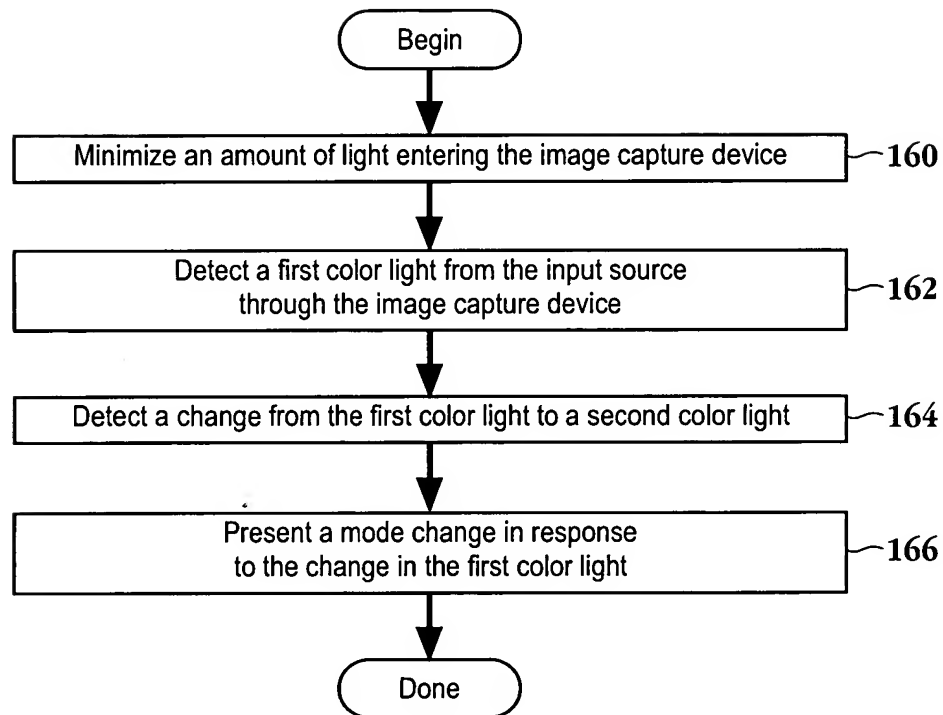 Begin
Minimize an amount of light entering the image capture device
160
Detect a first color light from the input source
through the image capture device
162
Detect a change from the first color light to a second color light
164
Present a mode change in response
to the change in the first color light
166
Done